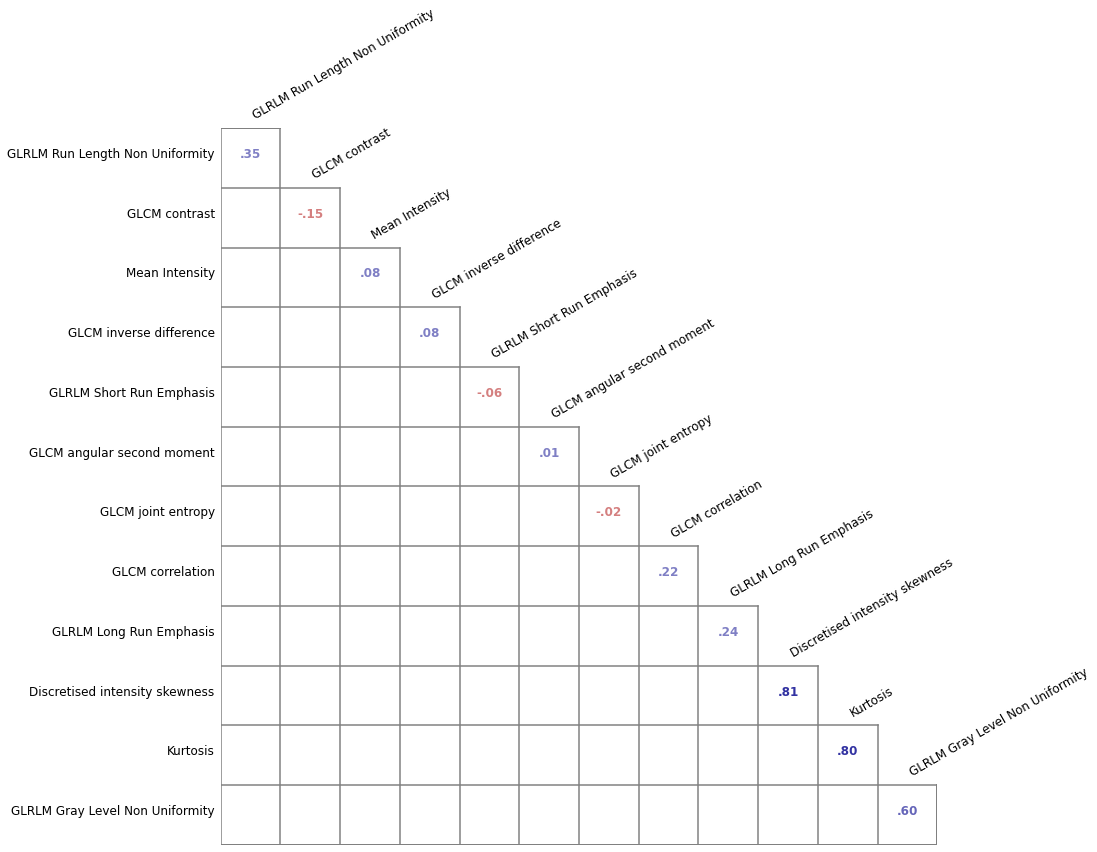 GLRLM Run Length Non Uniformity
GLRLM Run Length Non Uniformity .35
GLCM contrast
GLCM contrast -.15
Mean Intensity
Mean Intensity .08
GLCM inverse difference
GLCM inverse difference .08
GLRLM Short Run Emphasis
GLRLM Short Run Emphasis -.06
GLCM angular second moment
GLCM angular second moment .01
GLCM joint entropy
GLCM joint entropy -.02
GLCM correlation
GLCM correlation .22
GLRLM Long Run Emphasis
GLRLM Long Run Emphasis .24
Discretised intensity skewness
Discretised intensity skewness .81
Kurtosis
Kurtosis .80
GLRLM Gray Level Non Uniformity
GLRLM Gray Level Non Uniformity .60